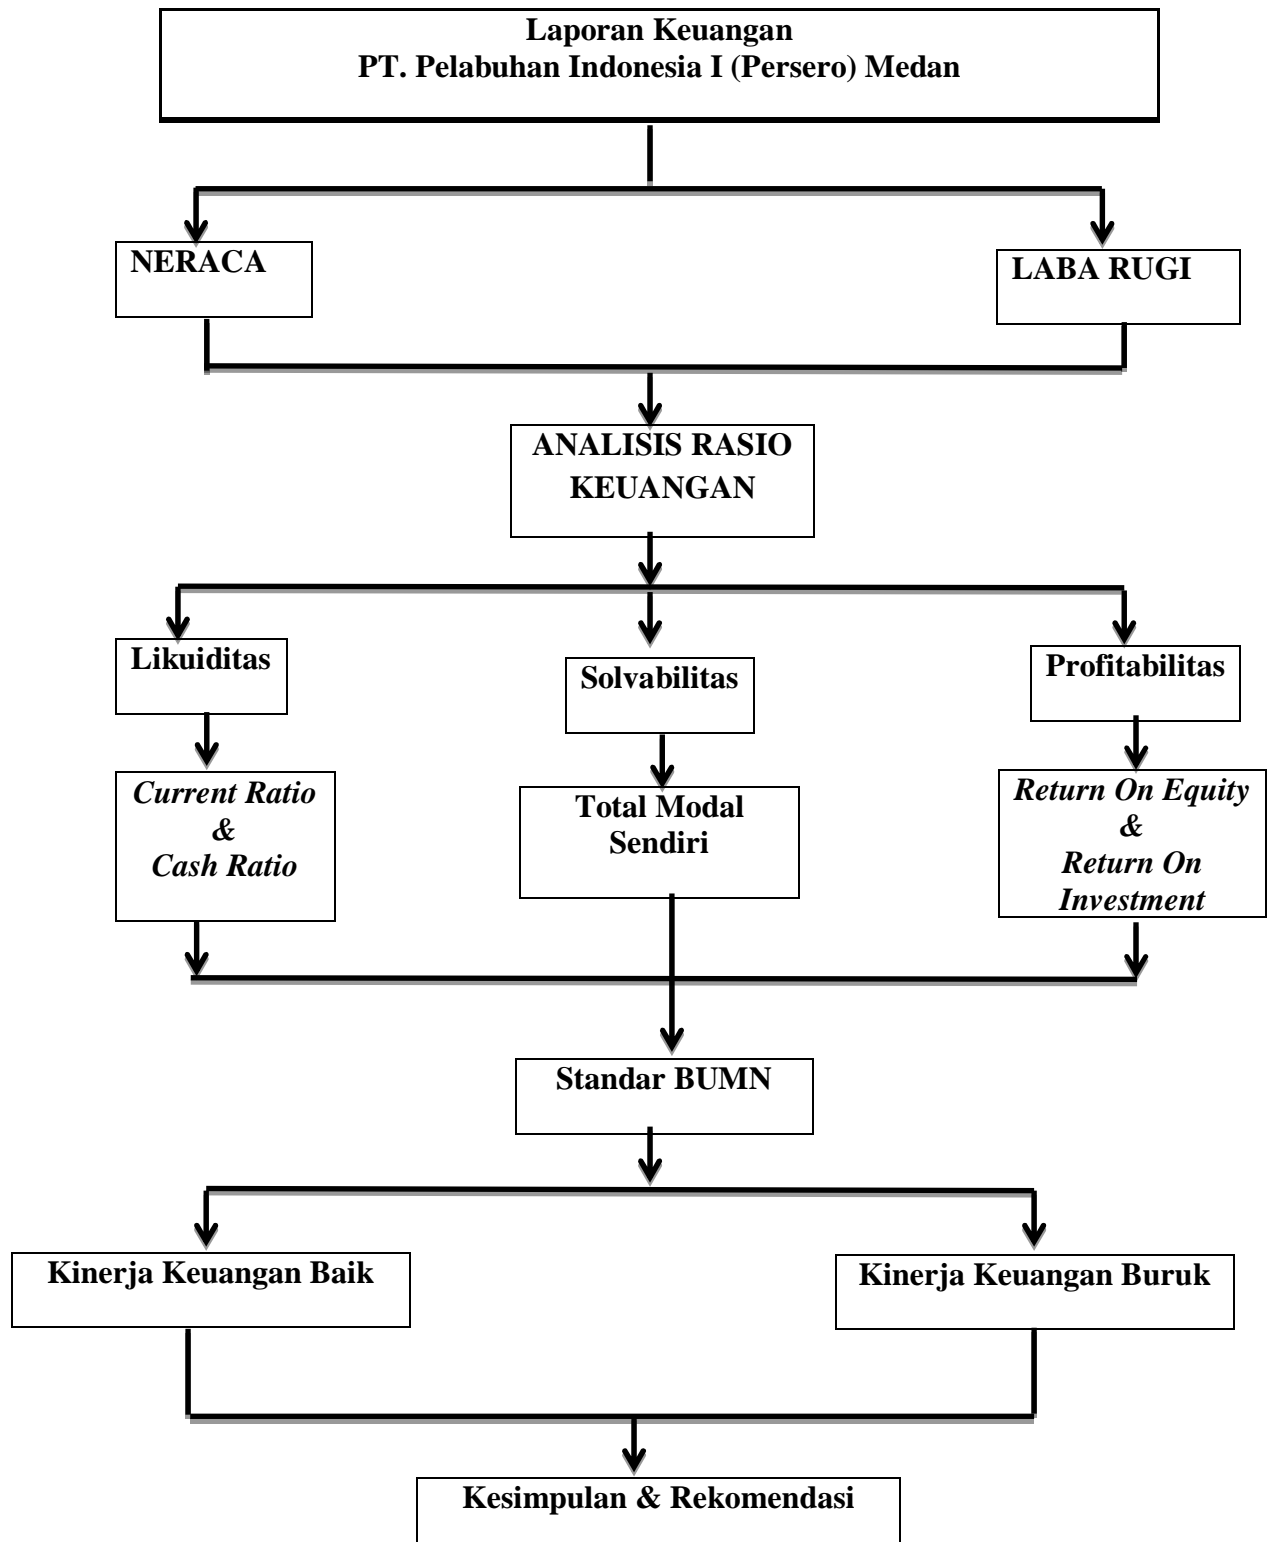 Laporan Keuangan
PT. Pelabuhan Indonesia I (Persero) Medan
NERACA
LABA RUGI
ANALISIS RASIO
KEUANGAN
Likuiditas
Solvabilitas
Profitabilitas
Current Ratio
&
Cash Ratio
Total Modal
Sendiri
Return On Equity
&
Return On
Investment
Standar BUMN
Kinerja Keuangan Baik
Kinerja Keuangan Buruk
Kesimpulan & Rekomendasi